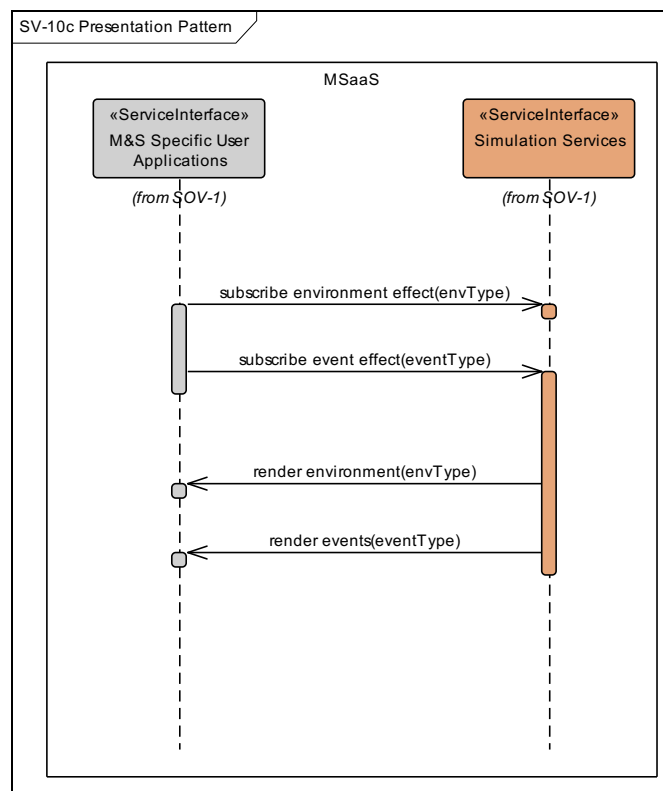 SV-10c Presentation Pattern
MSaaS
«ServiceInterface»
M&S Specific User
Applications
«ServiceInterface»
Simulation Services
(from SOV-1)
(from SOV-1)
subscribe environment effect(envType)
subscribe event effect(eventType)
render environment(envType)
render events(eventType)